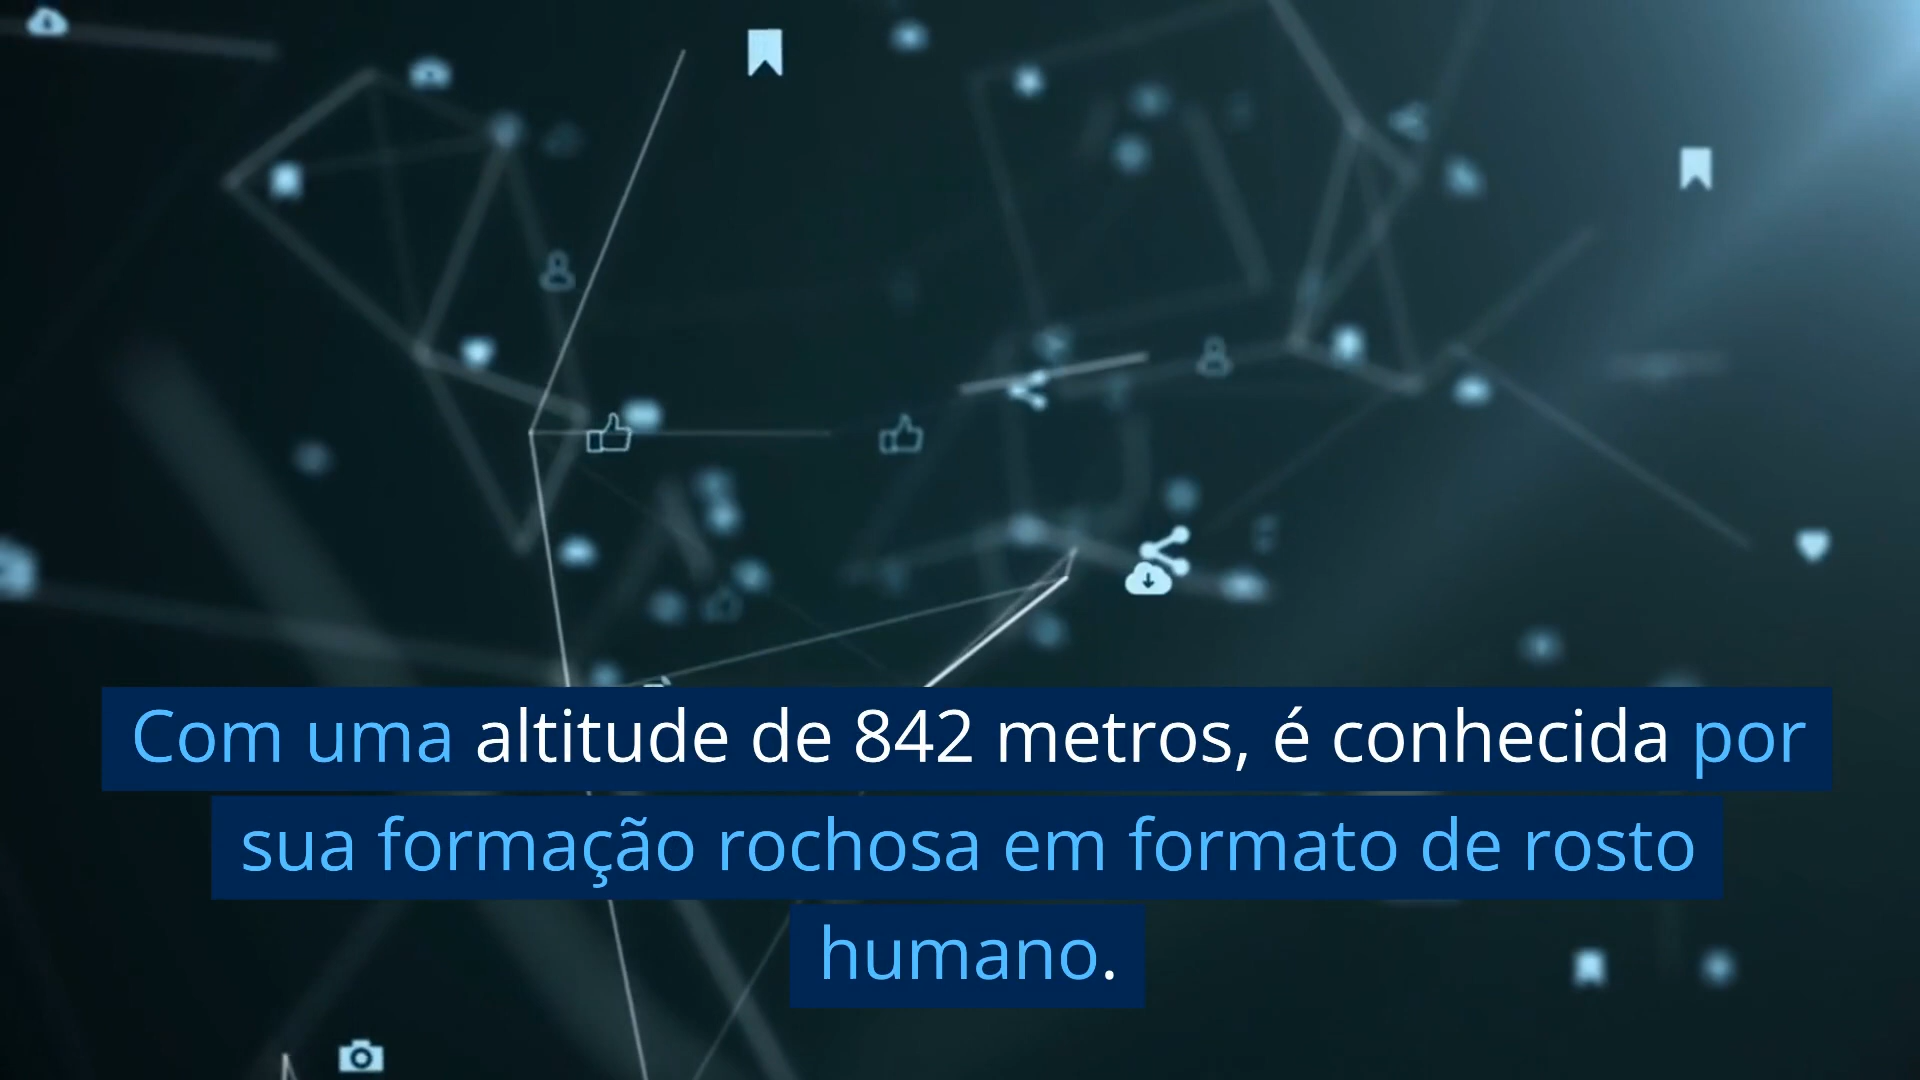 Com uma altitude de 842 metros, é conhecida por
sua formação rochosa em formato de rosto
humano.